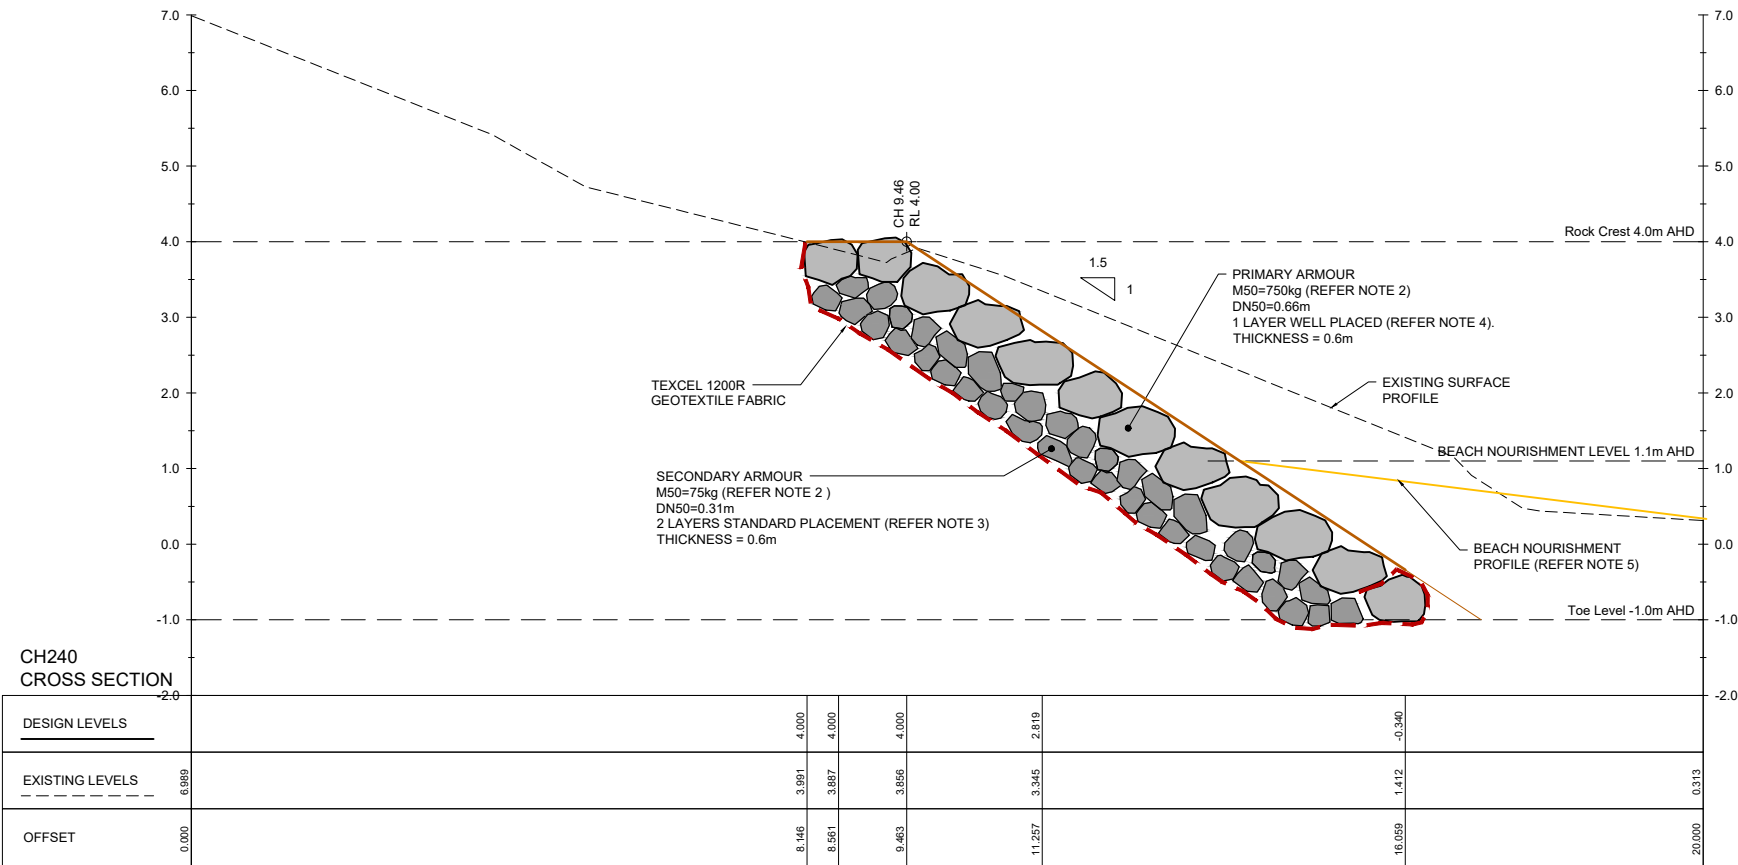 7.0
7.0
6.0
6.0
5.0
5.0
CH 9.46
RL 4.00
4.0
Rock Crest 4.0m AHD
4.0
1.5
1
PRIMARY ARMOUR
M50=750kg (REFER NOTE 2)
DN50=0.66m
1 LAYER WELL PLACED (REFER NOTE 4).
THICKNESS = 0.6m
3.0
3.0
TEXCEL 1200R
GEOTEXTILE FABRIC
EXISTING SURFACE
PROFILE
2.0
2.0
BEACH NOURISHMENT LEVEL 1.1m AHD
1.0
1.0
SECONDARY ARMOUR
M50=75kg (REFER NOTE 2 )
DN50=0.31m
2 LAYERS STANDARD PLACEMENT (REFER NOTE 3)
THICKNESS = 0.6m
0.0
0.0
BEACH NOURISHMENT
PROFILE (REFER NOTE 5)
-1.0
Toe Level -1.0m AHD
-1.0
CH240
CROSS SECTION
-2.0
-2.0
DESIGN LEVELS
4.000
4.000
4.000
2.819
-0.340
EXISTING LEVELS
6.989
3.991
3.887
3.856
3.345
1.412
0.313
OFFSET
0.000
8.146
8.561
9.463
11.257
16.059
20.000